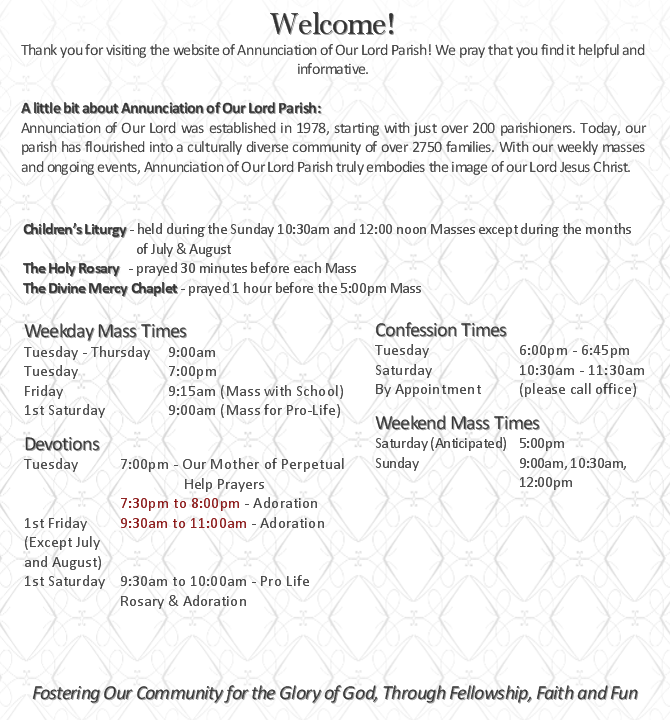 Welcome!
Thank you for visiting the website of Annunciation of Our Lord Parish! We pray that you find it helpful and
informative.
A little bit about Annunciation of Our Lord Parish:
Annunciation of Our Lord was established in 1978, starting with just over 200 parishioners. Today, our
parish has flourished into a culturally diverse community of over 2750 families. With our weekly masses
and ongoing events, Annunciation of Our Lord Parish truly embodies the image of our Lord Jesus Christ.
Children's Liturgy - held during the Sunday 10:30am and 12:00 noon Masses except during the months
of July & August
The Holy Rosary - prayed 30 minutes before each Mass
The Divine Mercy Chaplet - prayed 1 hour before the 5:00pm Mass
Weekday Mass Times
Tuesday - Thursday 9:00am
Tuesday 7:00pm
Friday 9:15am (Mass with School)
1st Saturday 9:00am (Mass for Pro-Life)
Devotions
Tuesday 7:00pm - Our Mother of Perpetual
Help Prayers
7:30pm to 8:00pm - Adoration
1st Friday 9:30am to 11:00am - Adoration
(Except July
and August)
1st Saturday 9:30am to 10:00am - Pro Life
Rosary & Adoration
Confession Times
Tuesday 6:00pm - 6:45pm
Saturday 10:30am - 11:30am
By Appointment (please call office)
Weekend Mass Times
Saturday (Anticipated) 5:00pm
Sunday 9:00am, 10:30am,
12:00pm
Fostering Our Community for the Glory of God, Through Fellowship, Faith and Fun